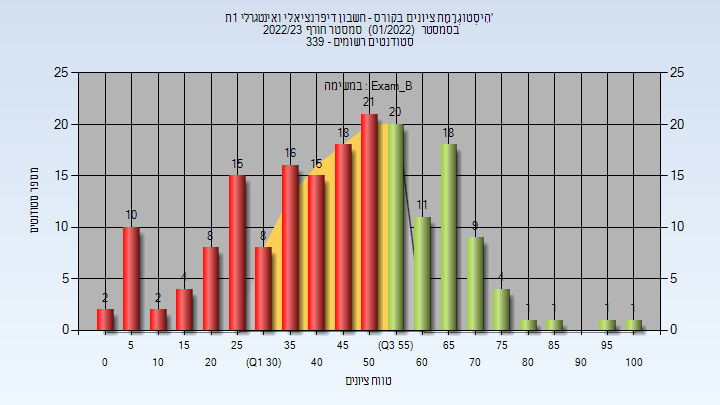 הִיסְטוֹגְרָמַת ציונים בקורס - חשבון דיפרנציאלי ואינטגרלי 1ת'
בסמסטר (01/2022) סמסטר חורף 2022/23
סטודנטים רשומים - 339
במשימה : Exam_B
מספר סטודנטים
25 25
20 20
15 15
10 10
5 5
0 0
2 10 2 4 8 15 8 16 15 18 21 20 11 18 9 4 1 1 1 1
5 15 25 35 45 (Q3 55) 65 75 85 95
0 10 20 (Q1 30) 40 50 60 70 80 90 100
טווח ציונים